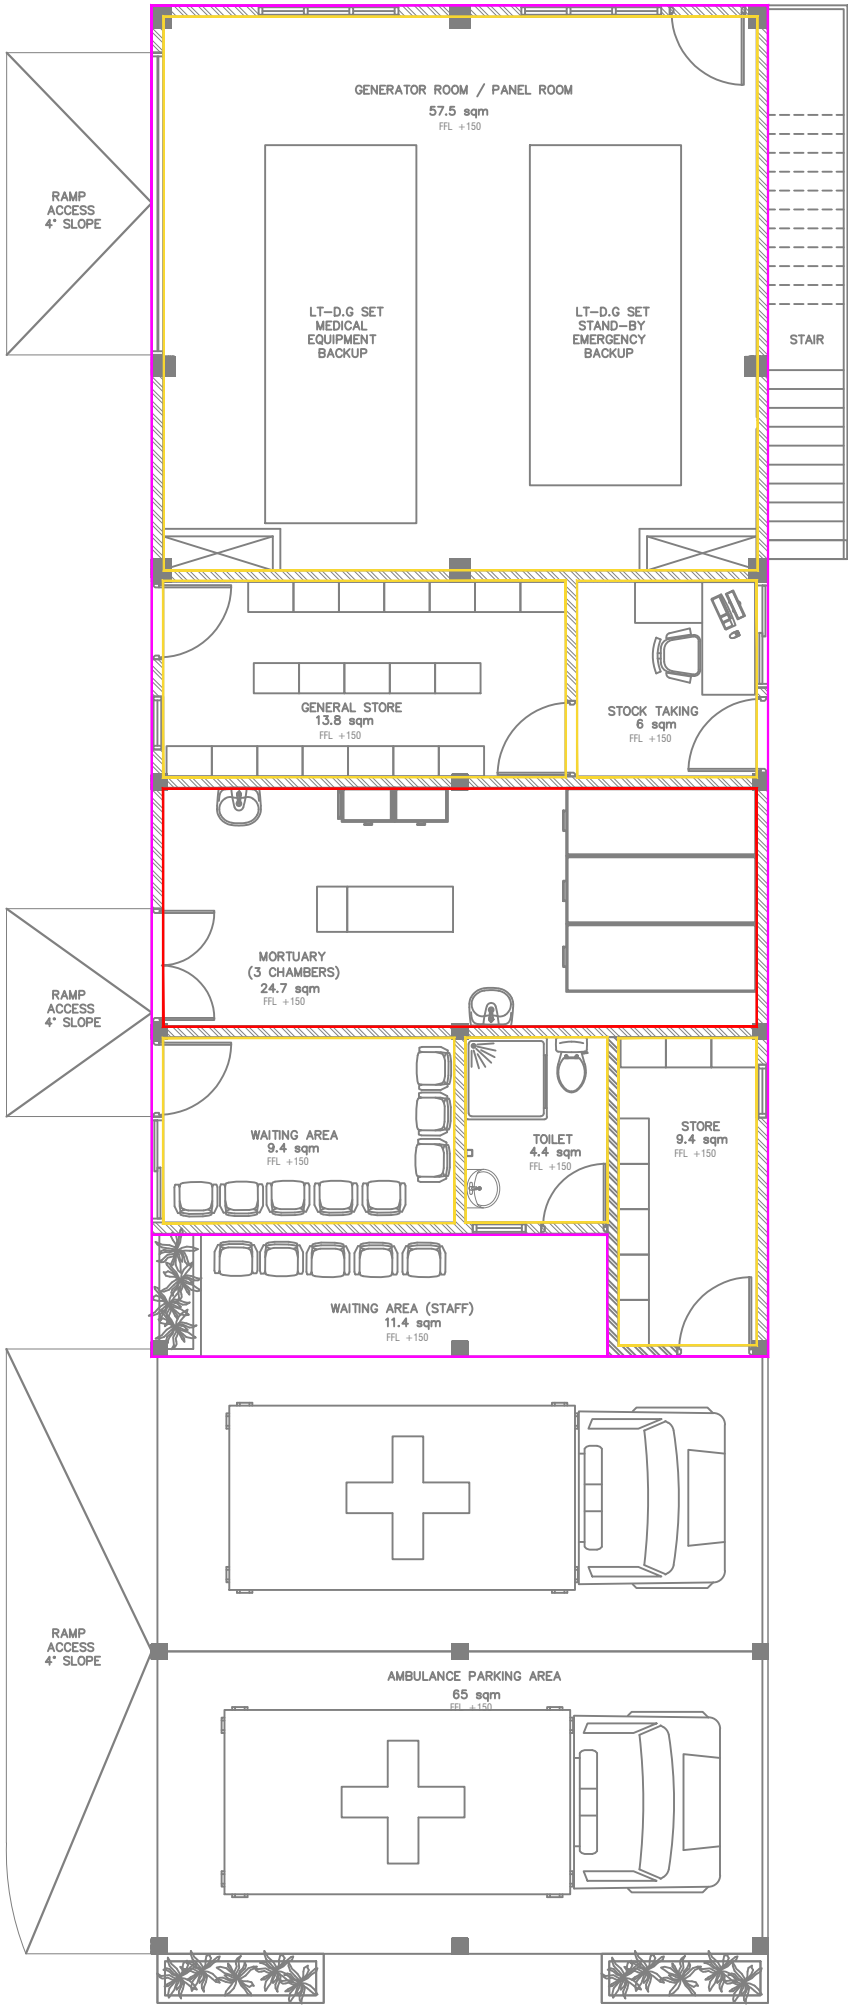 GENERATOR ROOM / PANEL ROOM
57.5 sqm
FFL +150
RAMP
ACCESS
4° SLOPE
LT-D.G SET
MEDICAL
EQUIPMENT
BACKUP
LT-D.G SET
STAND-BY
EMERGENCY
BACKUP
STAIR
GENERAL STORE
13.8 sqm
FFL +150
STOCK TAKING
6 sqm
FFL +150
MORTUARY
(3 CHAMBERS)
24.7 sqm
FFL +150
RAMP
ACCESS
4° SLOPE
WAITING AREA
9.4 sqm
FFL +150
TOILET
4.4 sqm
FFL +150
STORE
9.4 sqm
FFL +150
WAITING AREA (STAFF)
11.4 sqm
FFL +150
RAMP
ACCESS
4° SLOPE
AMBULANCE PARKING AREA
65 sqm
FFL +150